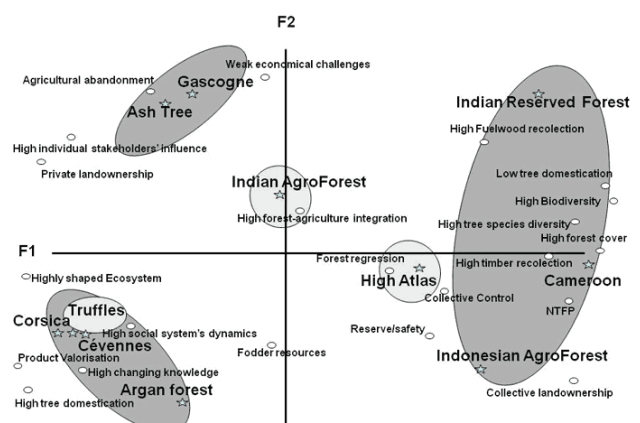 F2
Weak economical challenges
Agricultural abandonment
Gascogne
Ash Tree
Indian Reserved Forest
High Fuelwood recolection
High individual stakeholders' influence
Private landownership
Low tree domestication
Indian AgroForest
High Biodiversity
High forest-agriculture integration
High tree species diversity
High forest cover
F1
Forest regression
High timber recolection
Highly shaped Ecosystem
High Atlas
Cameroon
Collective Control
NTFP
Truffles
Corsica
High social system's dynamics
Reserve/safety
Cévennes
Fodder resources
Indonesian AgroForest
Product Valorisation
High changing knowledge
Argan forest
Collective landownership
High tree domestication